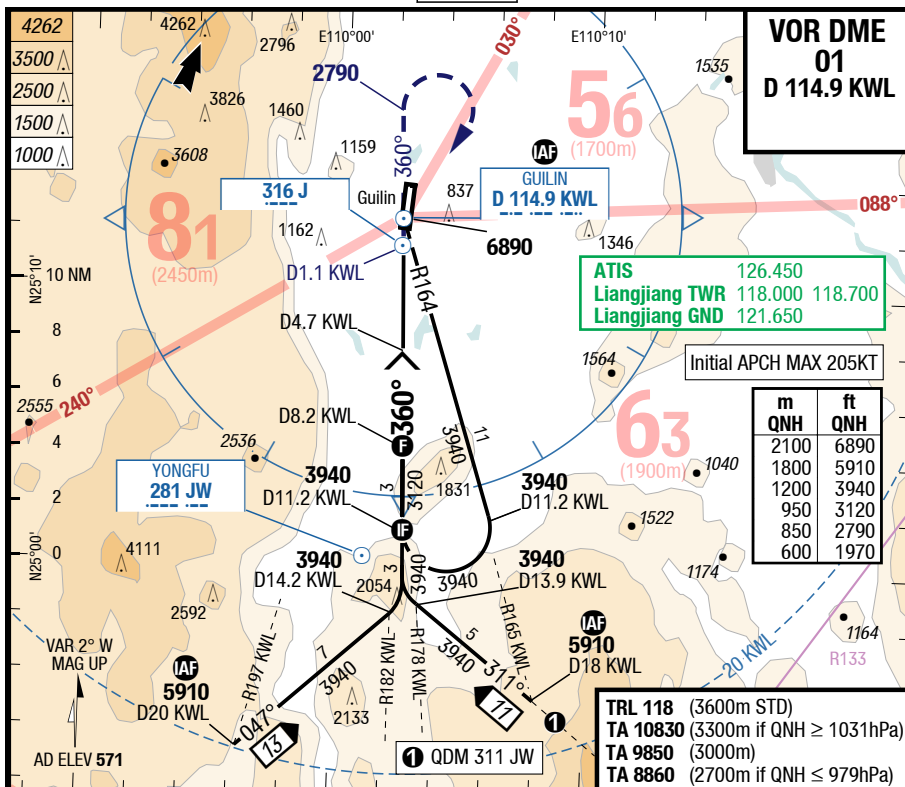 4262
3500
2500
1500
1000
4262
2796
E110°00'
030°
E110°10'
VOR DME
01
D 114.9 KWL
1535
2790
3826
1460
3608
1159
360°
56
(1700m)
IAF
GUILIN
D 114.9 KWL
316 J
Guilin
837
088°
81
(2450m)
1162
6890
1346
D1.1 KWL
R164
N25°10'
10 NM
8
6
4
2
0
N25°00'
ATIS 126.450
Liangjiang TWR 118.000 118.700
Liangjiang GND 121.650
D4.7 KWL
1564
Initial APCH MAX 205KT
240°
2555
D8.2 KWL
360°
F
11
3940
63
(1900m)
m ft
QNH QNH
2100 6890
1800 5910
1200 3940
950 3120
850 2790
600 1970
2536
YONGFU
281 JW
3940
D11.2 KWL
3
3120
1831
3940
D11.2 KWL
1040
IF
1522
4111
3940
D14.2 KWL
3
3940
3940
3940
D13.9 KWL
1174
2592
2054
VAR 2° W
MAG UP
IAF
5910
D20 KWL
R197 KWL
7
3940
R182 KWL
R178 KWL
5
3940
R165 KWL
IAF
5910
D18 KWL
1164
R133
20 KWL
047°
13
2133
311°
11
1
AD ELEV 571
1 QDM 311 JW
TRL 118 (3600m STD)
TA 10830 (3300m if QNH ≥ 1031hPa)
TA 9850 (3000m)
TA 8860 (2700m if QNH ≤ 979hPa)